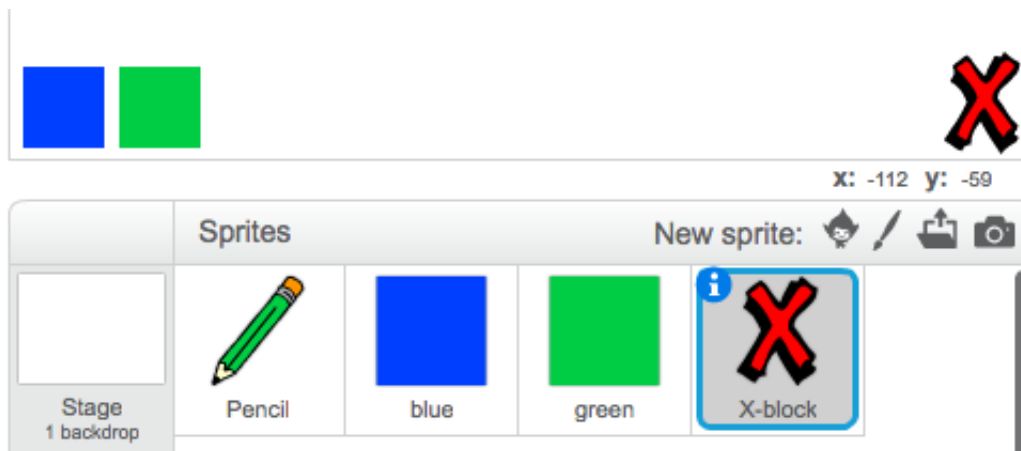 x: -112 y: -59
Sprites New sprite:
Pencil blue green X-block
Stage
1 backdrop